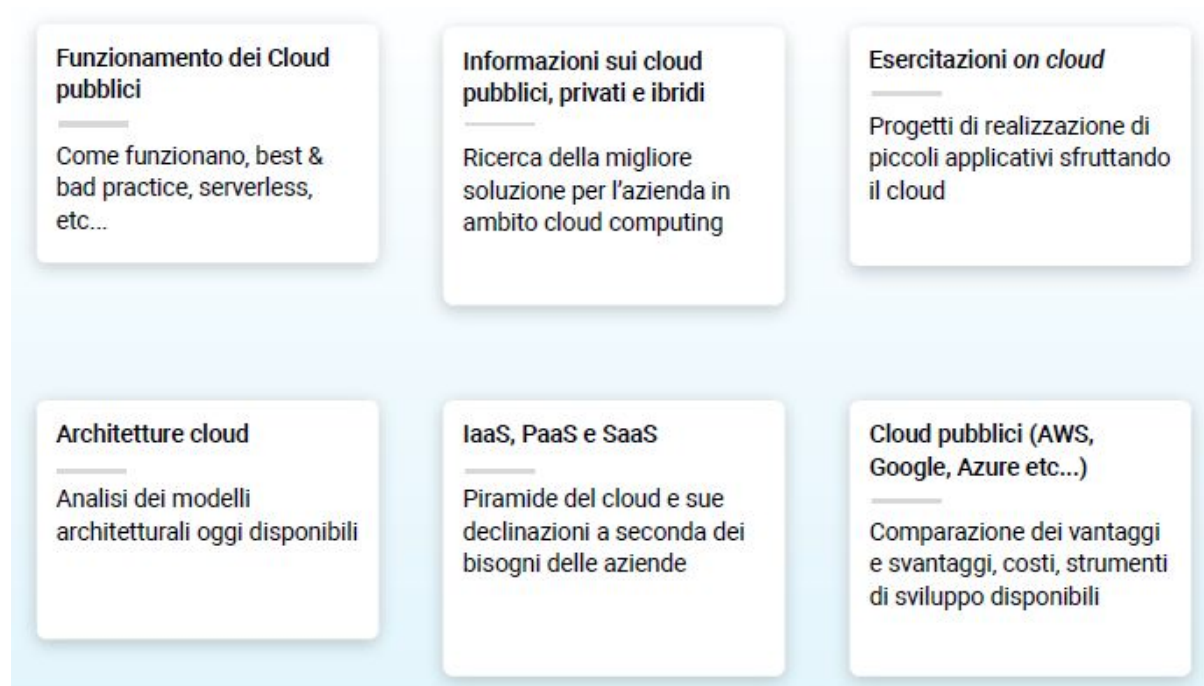 Funzionamento dei Cloud
pubblici
Come funzionano, best &
bad practice, serverless,
etc...
Informazioni sui cloud
pubblici, privati e ibridi
Ricerca della migliore
soluzione per l'azienda in
ambito cloud computing
Esercitazioni on cloud
Progetti di realizzazione di
piccoli applicativi sfruttando
il cloud
Architetture cloud
Analisi dei modelli
architetturali oggi disponibili
IaaS, PaaS e SaaS
Piramide del cloud e sue
declinazioni a seconda dei
bisogni delle aziende
Cloud pubblici (AWS,
Google, Azure etc...)
Comparazione dei vantaggi
e svantaggi, costi, strumenti
di sviluppo disponibili